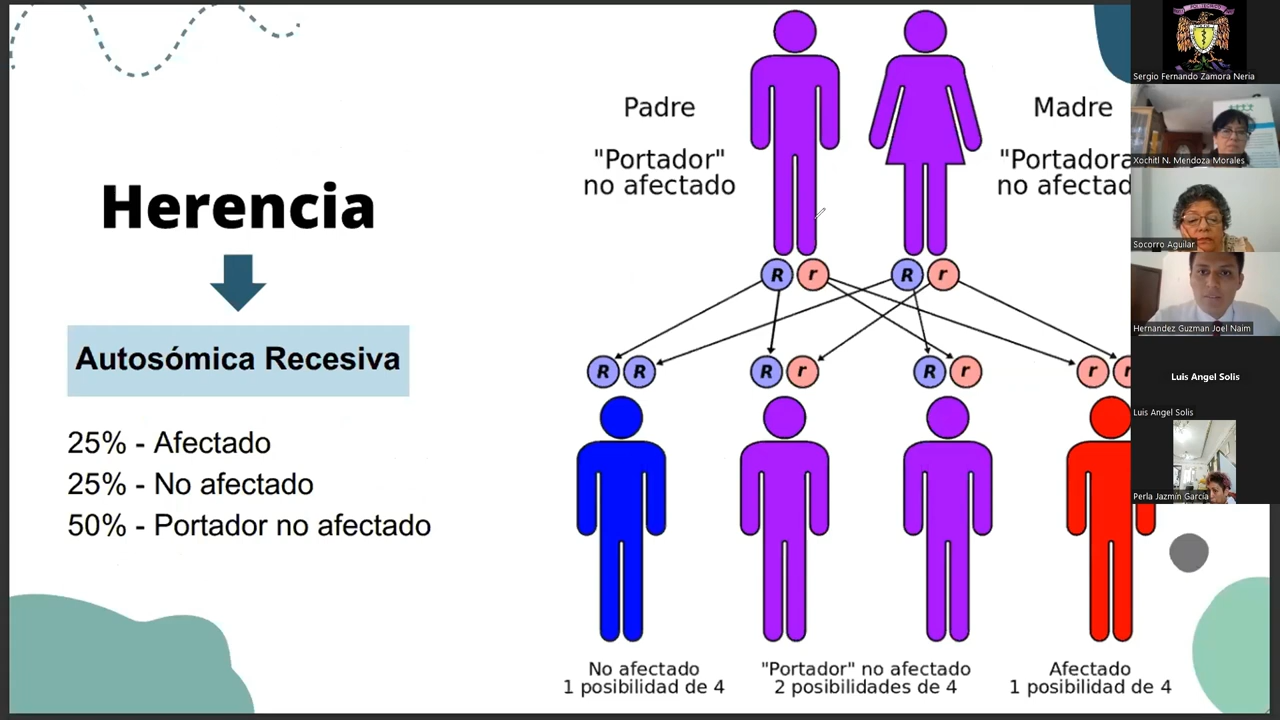 Herencia
Autosómica Recesiva
25% - Afectado
25% - No afectado
50% - Portador no afectado
Padre
"Portador"
no afectado
Madre
"Portadora
no afectad
R r R r
R R R r R r r r
No afectado
1 posibilidad de 4
"Portador" no afectado
2 posibilidades de 4
Afectado
1 posibilidad de 4
Sergio Fernando Zamora Neria
Xochitl N. Mendoza Morales
Socorro Aguilar
Hernandez Guzman Joel Naim
Luis Angel Solis
Luis Angel Solis
Perla Jazmín García